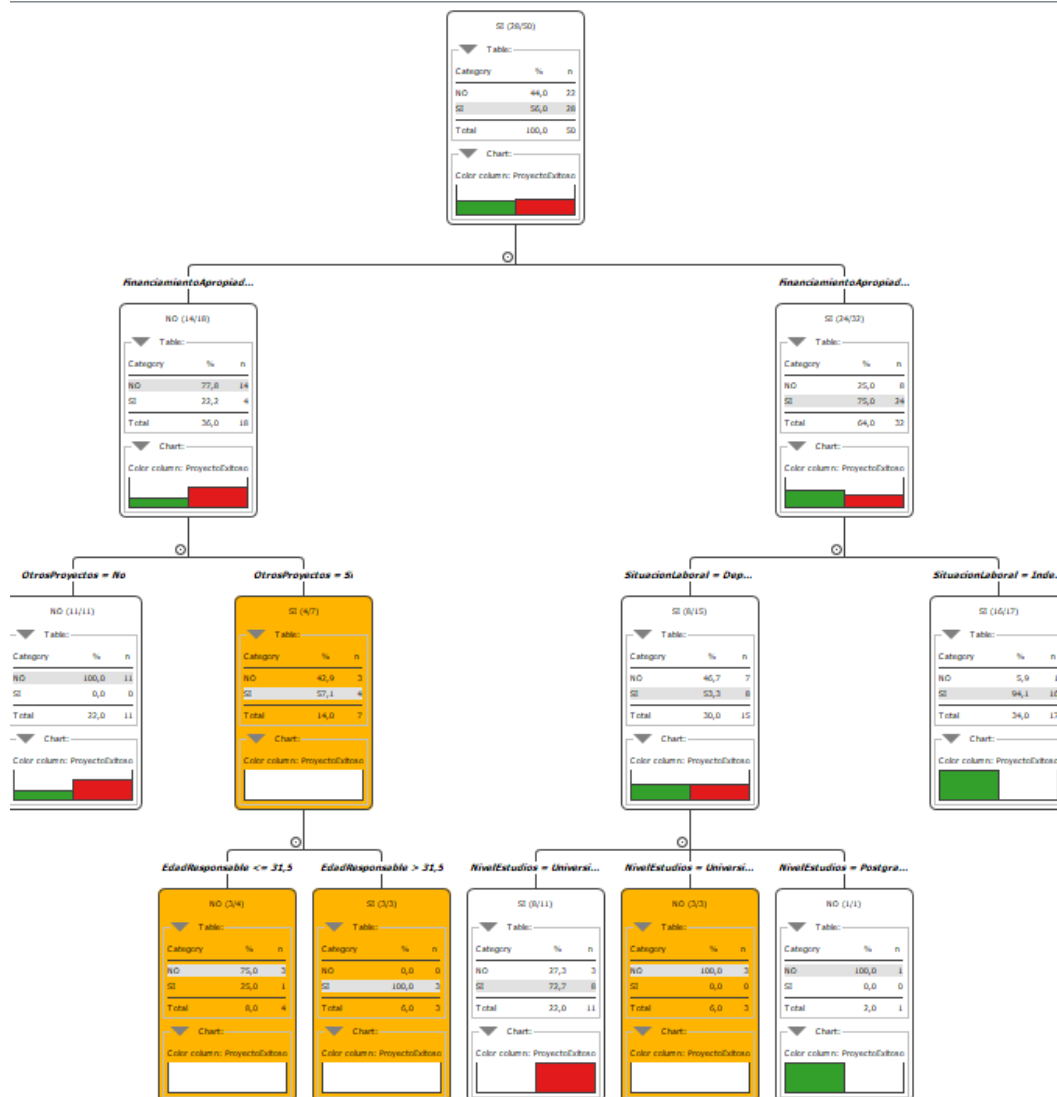 SI (28/50)
Table:
Category % n
NO 44,0 22
SI 56,0 28
Total 100,0 50
Chart:
Color column: ProyectoExitoso
FinanciamientoApropiad...
NO (14/18)
Table:
Category % n
NO 77,8 14
SI 22,2 4
Total 36,0 18
Chart:
Color column: ProyectoExitoso
FinanciamientoApropiad...
SI (24/32)
Table:
Category % n
NO 25,0 8
SI 75,0 24
Total 64,0 32
Chart:
Color column: ProyectoExitoso
OtrosProyectos = No
NO (11/11)
Table:
Category % n
NO 100,0 11
SI 0,0 0
Total 22,0 11
Chart:
Color column: ProyectoExitoso
OtrosProyectos = Si
SI (4/7)
Table:
Category % n
NO 42,9 3
SI 57,1 4
Total 14,0 7
Chart:
Color column: ProyectoExitoso
SituacionLaboral = Dep...
SI (8/15)
Table:
Category % n
NO 46,7 7
SI 53,3 8
Total 30,0 15
Chart:
Color column: ProyectoExitoso
SituacionLaboral = Inde..
SI (16/17)
Table:
Category % n
NO 5,9 1
SI 94,1 16
Total 34,0 17
Chart:
Color column: ProyectoExitoso
EdadResponsable <= 31,5
NO (3/4)
Table:
Category % n
NO 75,0 3
SI 25,0 1
Total 8,0 4
Chart:
Color column: ProyectoExitoso
EdadResponsable > 31,5
SI (3/3)
Table:
Category % n
NO 0,0 0
SI 100,0 3
Total 6,0 3
Chart:
Color column: ProyectoExitoso
NivelEstudios = Universi...
SI (8/11)
Table:
Category % n
NO 27,3 3
SI 72,7 8
Total 22,0 11
Chart:
Color column: ProyectoExitoso
NivelEstudios = Universi...
NO (3/3)
Table:
Category % n
NO 100,0 3
SI 0,0 0
Total 6,0 3
Chart:
Color column: ProyectoExitoso
NivelEstudios = Postgra...
NO (1/1)
Table:
Category % n
NO 100,0 1
SI 0,0 0
Total 2,0 1
Chart:
Color column: ProyectoExitoso